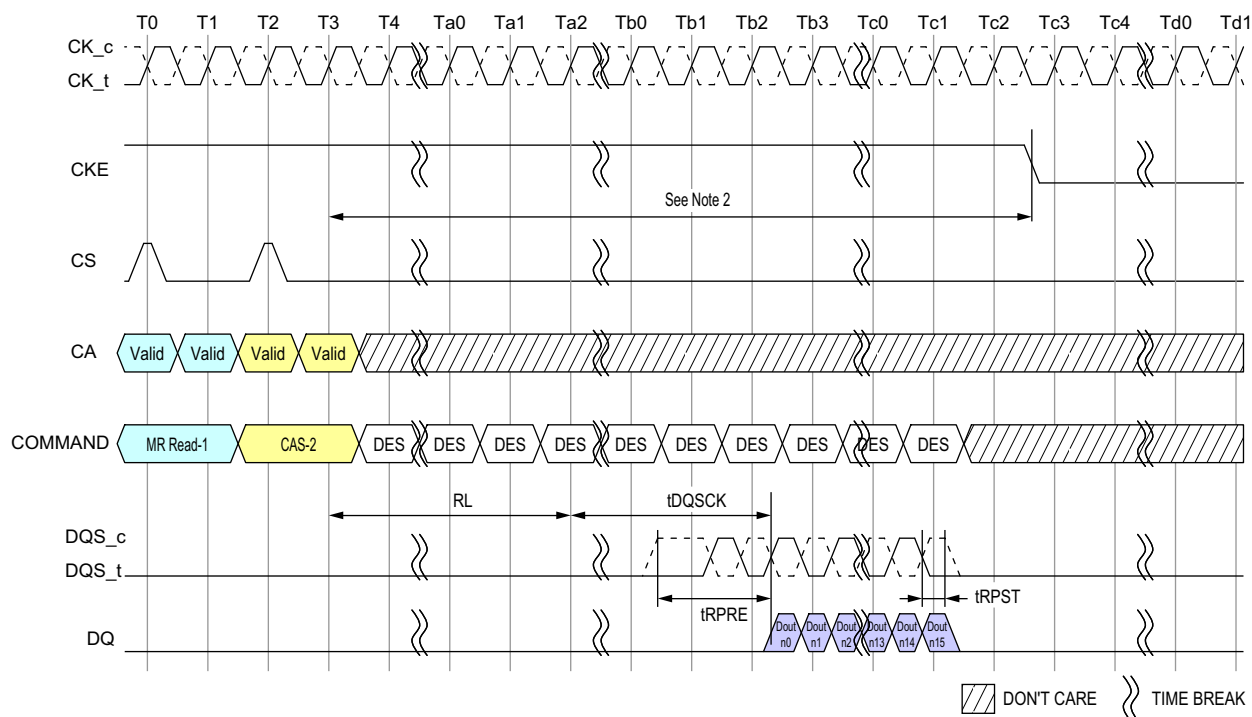 T0 T1 T2 T3 T4 Ta0 Ta1 Ta2 Tb0 Tb1 Tb2 Tb3 Tc0 Tc1 Tc2 Tc3 Tc4 Td0 Td1
CK_c
CK_t
CKE
See Note 2
CS
CA Valid Valid Valid Valid
COMMAND MR Read-1 CAS-2 DES DES DES DES DES DES DES DES DES DES
RL tDQSCK
DQS_c
DQS_t
tRPRE tRPST
DQ Dout n0 Dout n1 Dout n2 Dout n13 Dout n14 Dout n15
DON'T CARE TIME BREAK